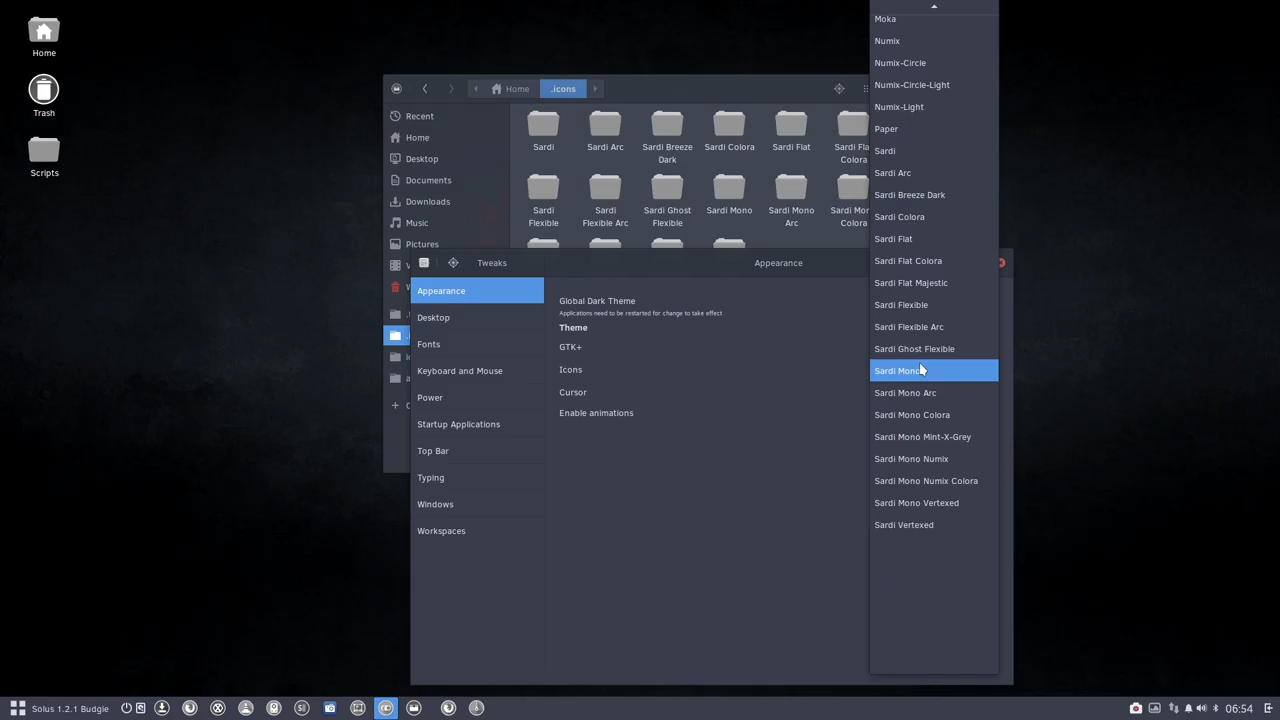 Home
Trash
Scripts
Home
.icons
Recent
Home
Desktop
Documents
Downloads
Music
Pictures
Sardi
Sardi Arc
Sardi Breeze
Dark
Sardi Colora
Sardi Flat
Sardi Fla
Colora
Sardi
Flexible
Sardi
Flexible Arc
Sardi Ghost
Flexible
Sardi Mono
Sardi Mono
Arc
Sardi Mon
Colora
Tweaks
Appearance
Appearance
Desktop
Fonts
Keyboard and Mouse
Power
Startup Applications
Top Bar
Typing
Windows
Workspaces
Global Dark Theme
Applications need to be restarted for change to take effect
Theme
GTK+
Icons
Cursor
Enable animations
Moka
Numix
Numix-Circle
Numix-Circle-Light
Numix-Light
Paper
Sardi
Sardi Arc
Sardi Breeze Dark
Sardi Colora
Sardi Flat
Sardi Flat Colora
Sardi Flat Majestic
Sardi Flexible
Sardi Flexible Arc
Sardi Ghost Flexible
Sardi Mono
Sardi Mono Arc
Sardi Mono Colora
Sardi Mono Mint-X-Grey
Sardi Mono Numix
Sardi Mono Numix Colora
Sardi Mono Vertexed
Sardi Vertexed
Solus 1.2.1 Budgie
06:54